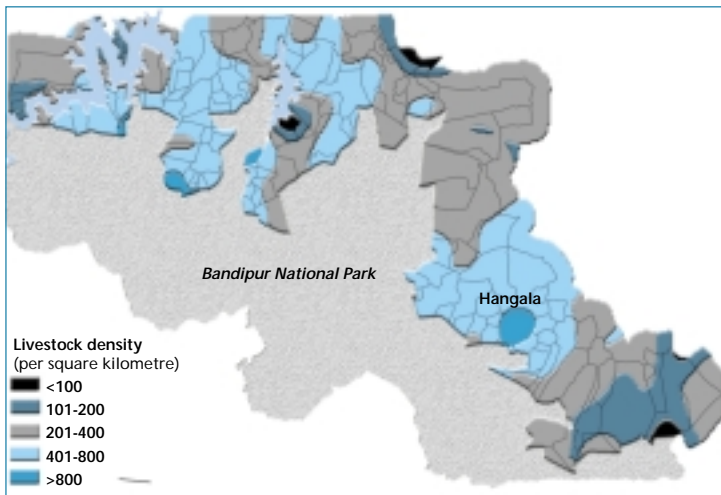 Bandipur National Park
Hangala
Livestock density
(per square kilometre)
<100
101-200
201-400
401-800
>800